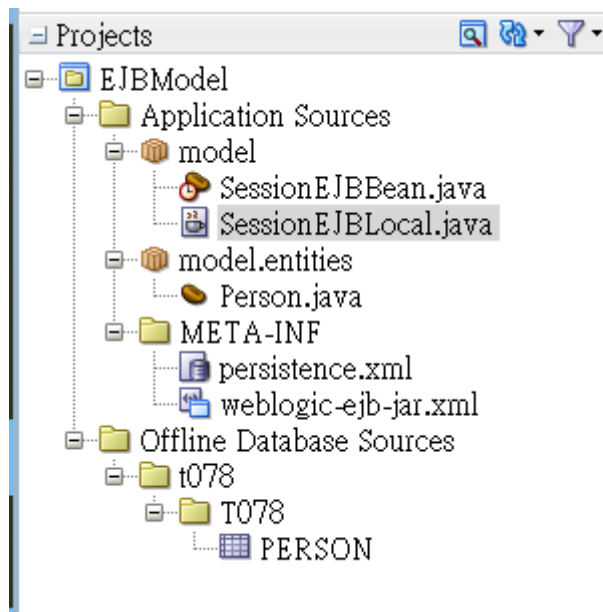 Projects
EJBModel
Application Sources
model
SessionEJBBean.java
SessionEJBLocal.java
model.entities
Person.java
META-INF
persistence.xml
weblogic-ejb-jar.xml
Offline Database Sources
t078
T078
PERSON